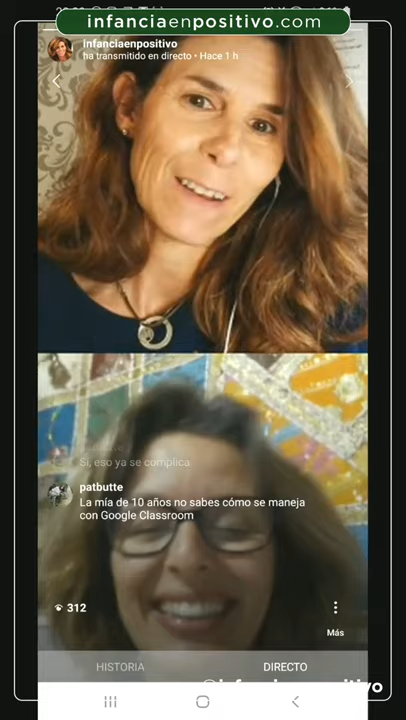 infanciaenpositivo.com
infanciaenpositivo
ha transmitido en directo • Hace 1 h
Si, eso ya se complica
patbutte
La mía de 10 años no sabes cómo se maneja
con Google Classroom
312
Más
HISTORIA
DIRECTO